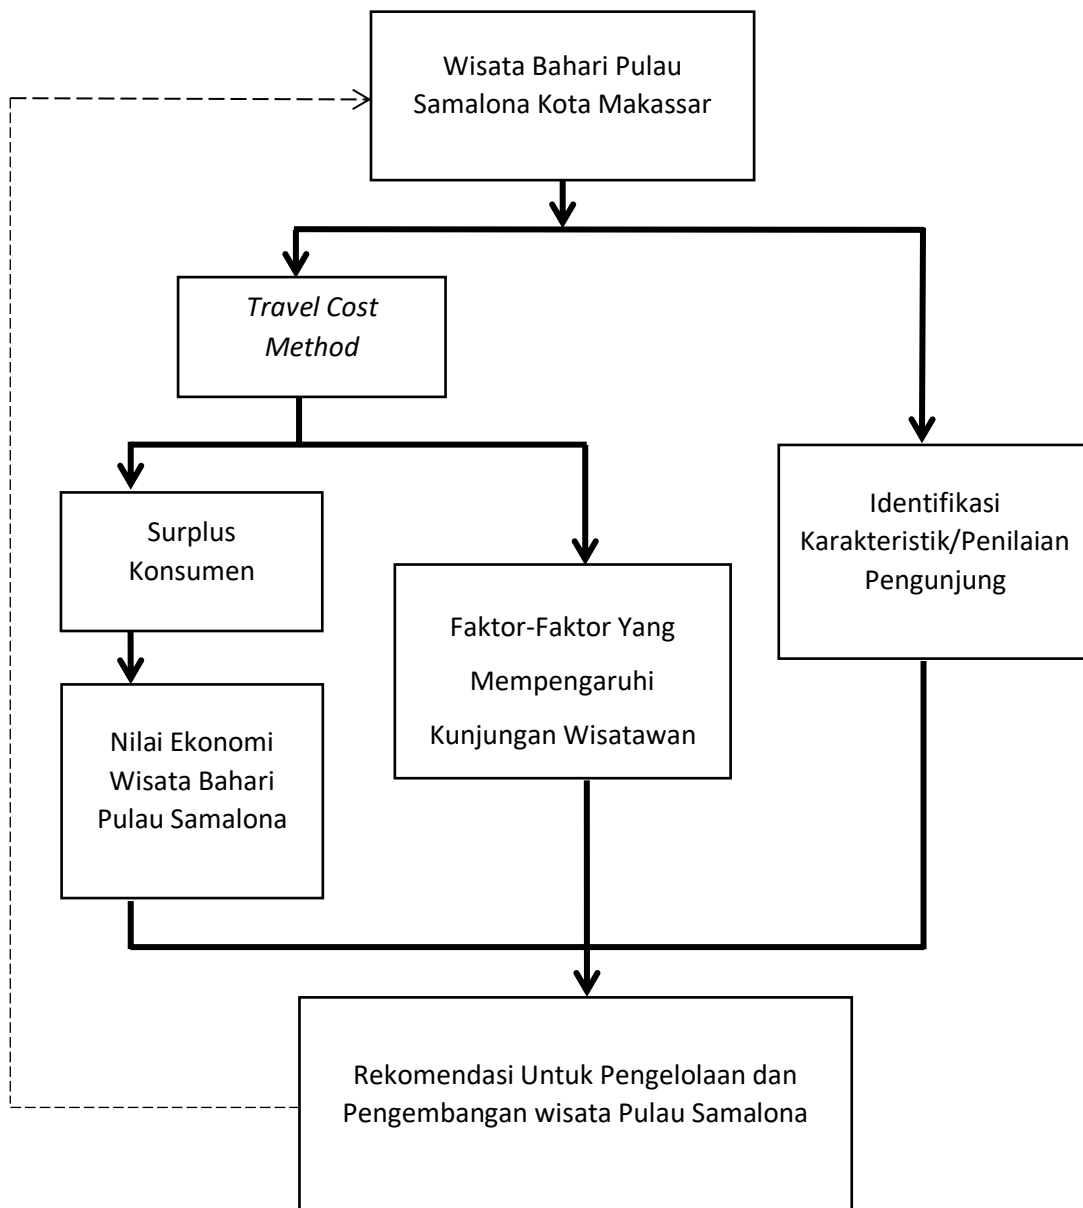 Wisata Bahari Pulau
Samalona Kota Makassar
Travel Cost
Method
Surplus
Konsumen
Identifikasi
Karakteristik/Penilaian
Pengunjung
Faktor-Faktor Yang
Mempengaruhi
Kunjungan Wisatawan
Nilai Ekonomi
Wisata Bahari
Pulau Samalona
Rekomendasi Untuk Pengelolaan dan
Pengembangan wisata Pulau Samalona